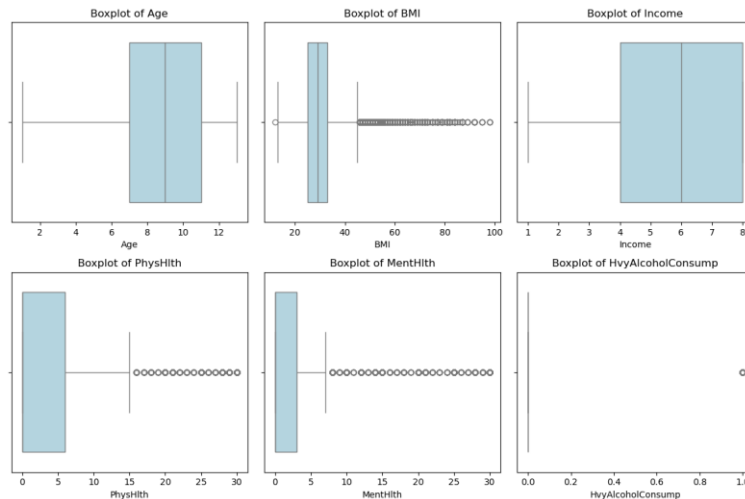 Boxplot of Age
2 4 6 8 10 12
Age
Boxplot of BMI
20 40 60 80 100
BMI
Boxplot of Income
1 2 3 4 5 6 7 8
Income
Boxplot of PhysHlth
0 5 10 15 20 25 30
PhysHlth
Boxplot of MentHlth
0 5 10 15 20 25 30
MentHlth
Boxplot of HvyAlcoholConsump
0.0 0.2 0.4 0.6 0.8 1.0
HvyAlcoholConsump